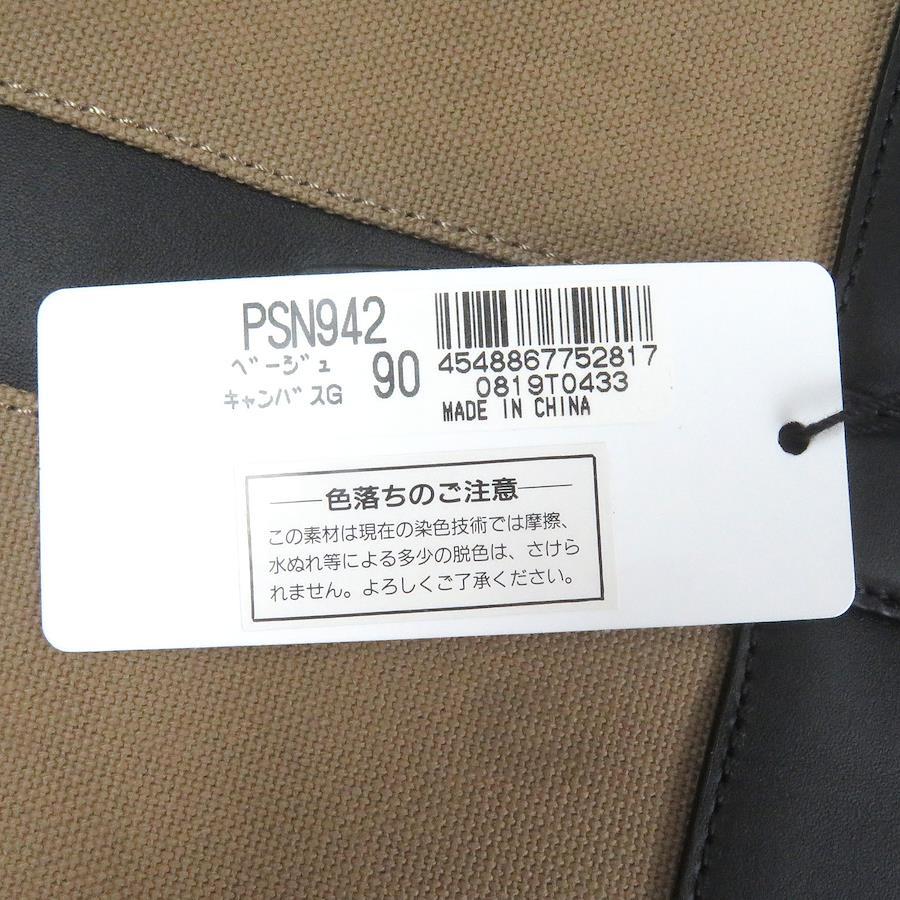 PSN942
ベージュ
キャンバスG
90
4548867752817
0819T0433
MADE IN CHINA
色落ちのご注意
この素材は現在の染色技術では摩擦、
水ぬれ等による多少の脱色は、さけら
れません。よろしくご了承ください。